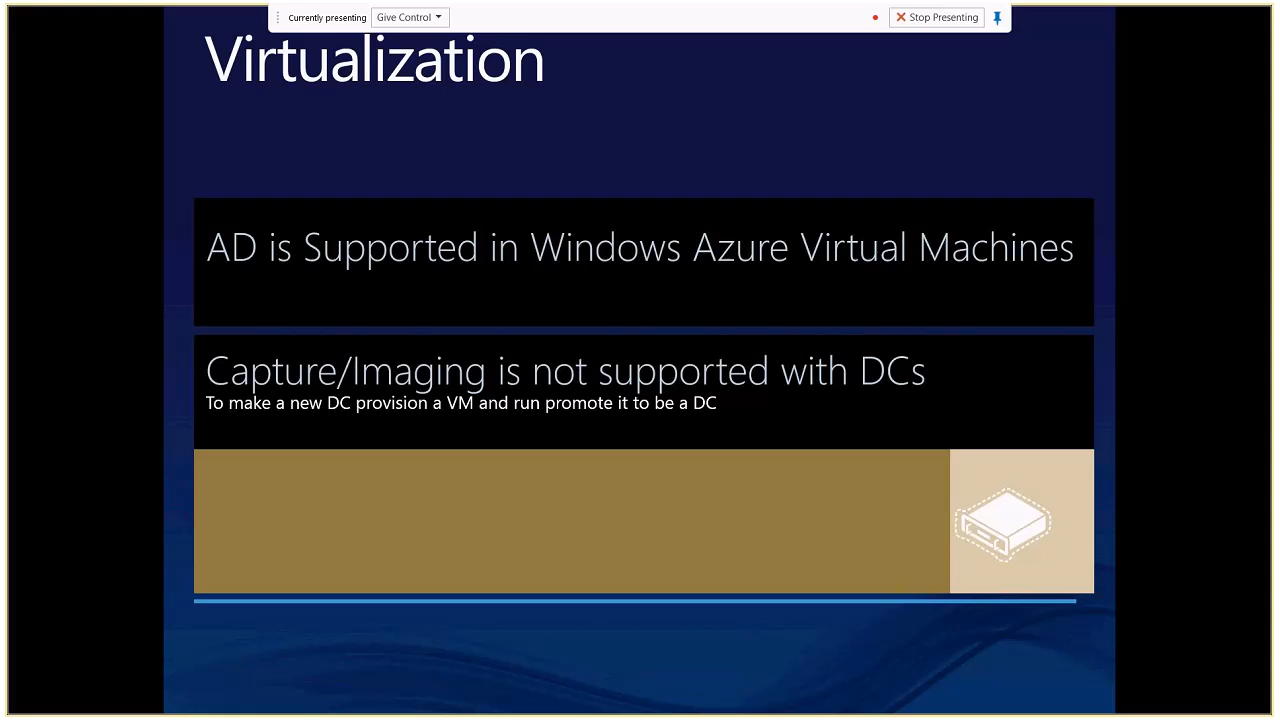 Currently presenting Give Control Stop Presenting
Virtualization
AD is Supported in Windows Azure Virtual Machines
Capture/Imaging is not supported with DCs
To make a new DC provision a VM and run promote it to be a DC